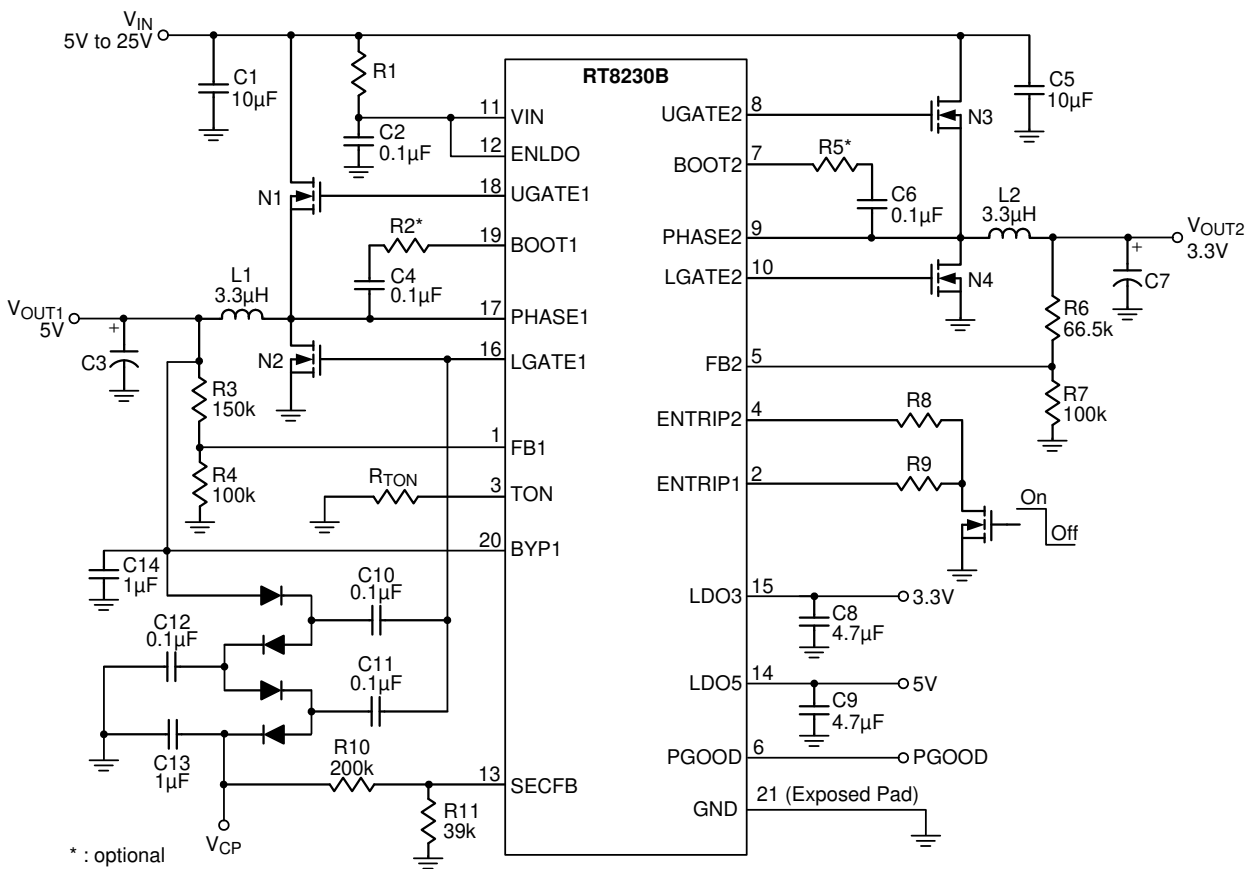 V_IN
5V to 25V
C1
10µF
R1
C2
0.1µF
RT8230B
11 VIN
12 ENLDO
N1
18 UGATE1
R2*
19 BOOT1
C4
0.1µF
L1
3.3µH
V_OUT1
5V
17 PHASE1
C3
N2
16 LGATE1
R3
150k
1 FB1
R4
100k
R_TON
3 TON
20 BYP1
C14
1µF
C10
0.1µF
C12
0.1µF
C11
0.1µF
C13
1µF
R10
200k
13 SECFB
R11
39k
V_CP
* : optional
UGATE2 8
N3
C5
10µF
BOOT2 7
R5*
C6
0.1µF
L2
3.3µH
PHASE2 9
V_OUT2
3.3V
LGATE2 10
N4
C7
R6
66.5k
FB2 5
R7
100k
ENTRIP2 4
R8
ENTRIP1 2
R9
On
Off
LDO3 15
3.3V
C8
4.7µF
LDO5 14
5V
C9
4.7µF
PGOOD 6
PGOOD
GND 21 (Exposed Pad)